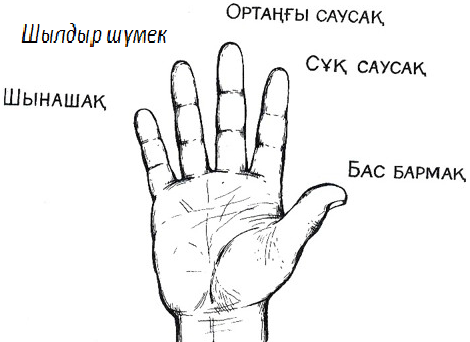 Ортаңғы саусақ
Шылдыр шүмек
Сұқ саусақ
Шынашақ
Бас бармақ